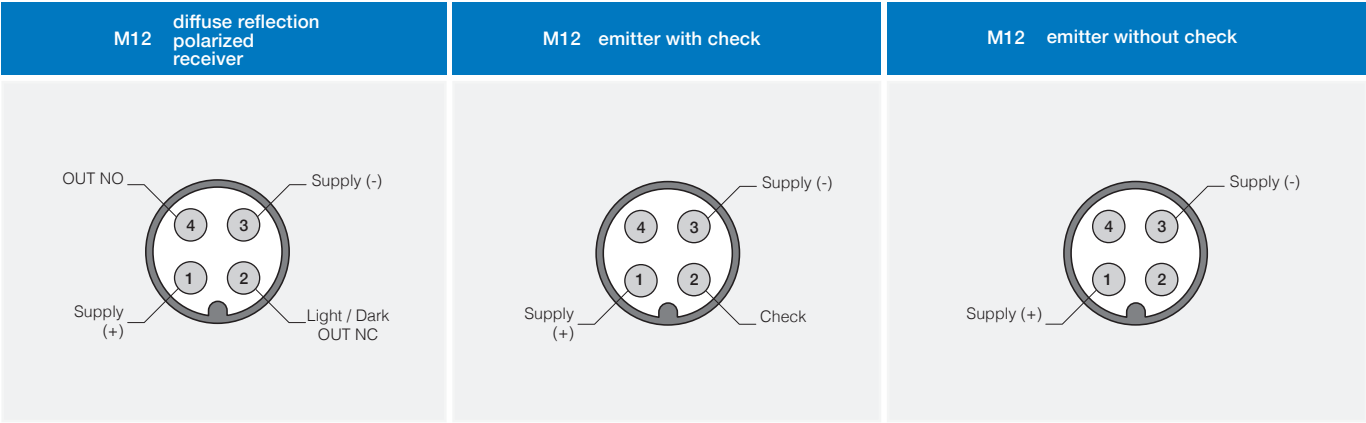 M12 diffuse reflection
polarized
receiver
OUT NO
Supply (-)
4 3
1 2
Supply
(+)
Light / Dark
OUT NC
M12 emitter with check
Supply (-)
4 3
1 2
Supply
(+)
Check
M12 emitter without check
Supply (-)
4 3
1 2
Supply (+)